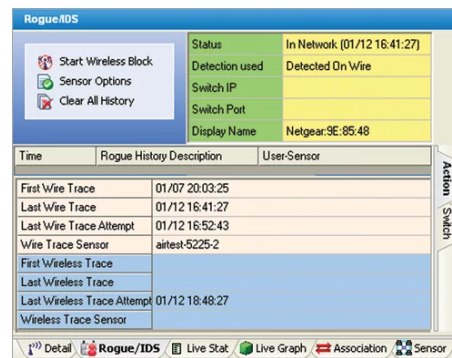 Rogue/IDS
Start Wireless Block
Sensor Options
Clear All History
Status In Network (01/12 16:41:27)
Detection used Detected On Wire
Switch IP
Switch Port
Display Name Netgear:9E:85:48
Time Rogue History Description User-Sensor
First Wire Trace 01/07 20:03:25
Last Wire Trace 01/12 16:41:27
Last Wire Trace Attempt 01/12 16:52:43
Wire Trace Sensor airtest-5225-2
First Wireless Trace
Last Wireless Trace
Last Wireless Trace Attempt 01/12 18:48:27
Wireless Trace Sensor
Action
Switch
Detail Rogue/IDS Live Stat Live Graph Association Sensor